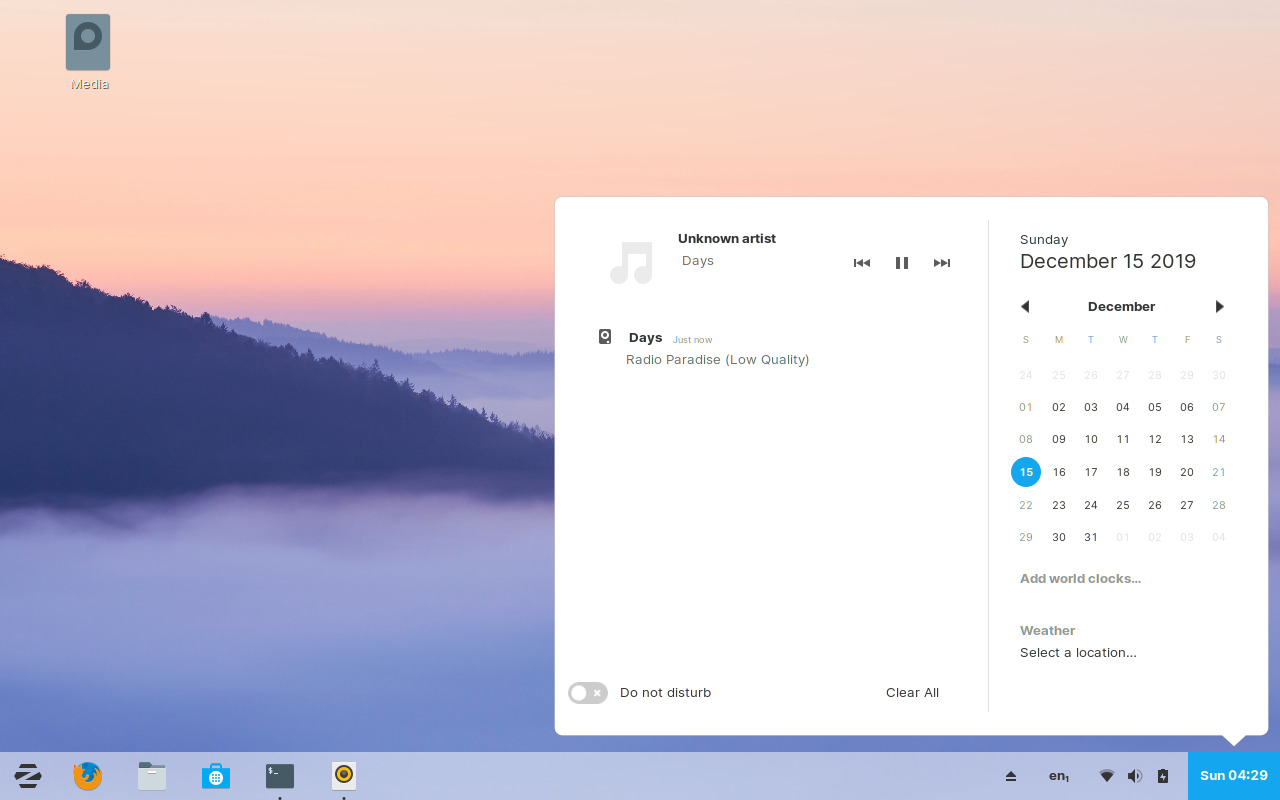 Media
Unknown artist
Days
Days Just now
Radio Paradise (Low Quality)
Do not disturb
Clear All
Sunday
December 15 2019
December
S M T W T F S
24 25 26 27 28 29 30
01 02 03 04 05 06 07
08 09 10 11 12 13 14
15 16 17 18 19 20 21
22 23 24 25 26 27 28
29 30 31 01 02 03 04
Add world clocks...
Weather
Select a location...
$-
en₁
Sun 04:29